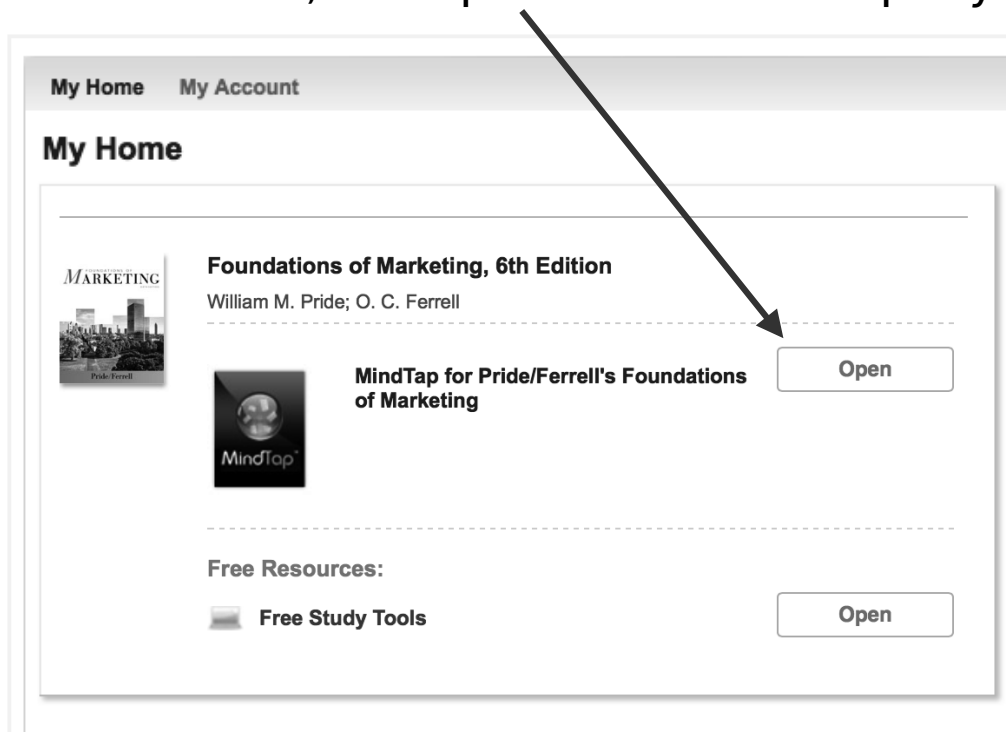 My Home My Account
My Home
MARKETING
Pride/Ferrell
Foundations of Marketing, 6th Edition
William M. Pride; O. C. Ferrell
MindTap
MindTap for Pride/Ferrell's Foundations
of Marketing
Open
Free Resources:
Free Study Tools
Open